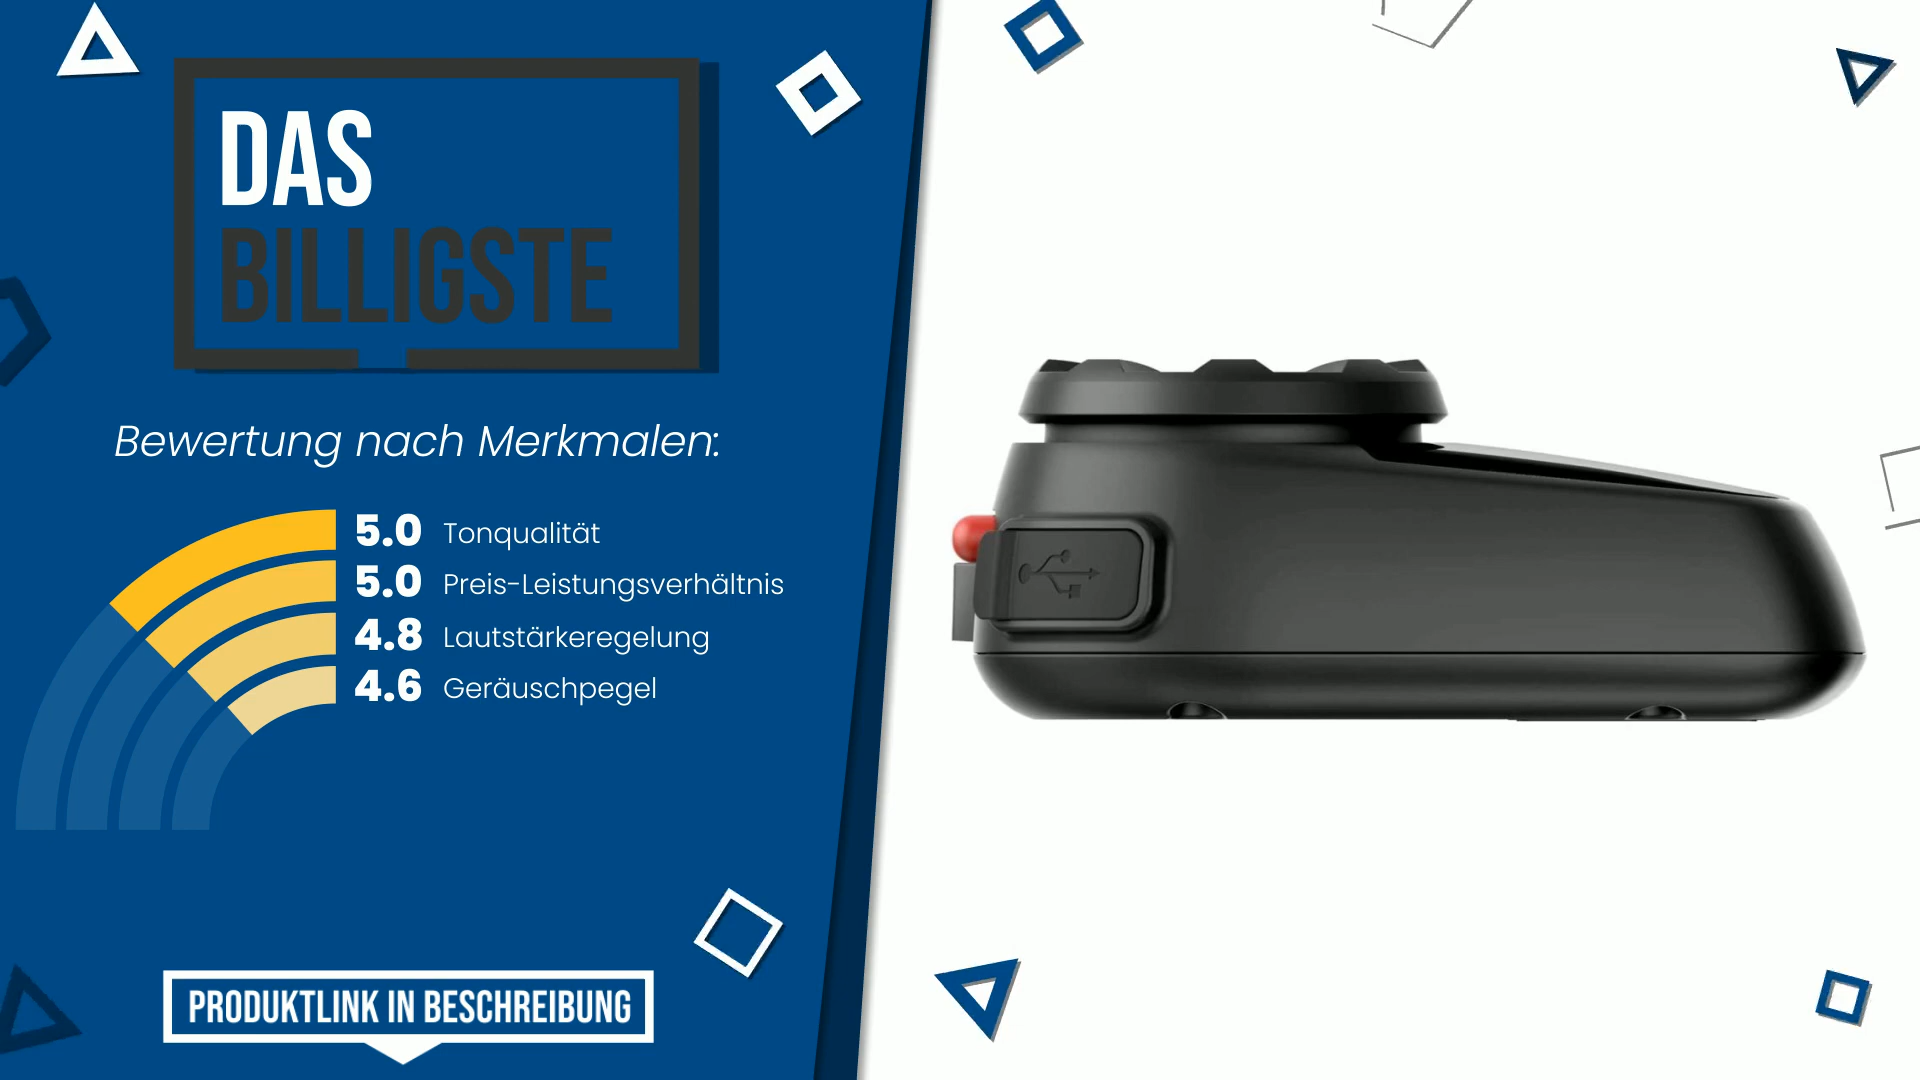 DAS
BILLIGSTE
Bewertung nach Merkmalen:
5.0 Tonqualität
5.0 Preis-Leistungsverhältnis
4.8 Lautstärkeregelung
4.6 Geräuschpegel
PRODUKTLINK IN BESCHREIBUNG